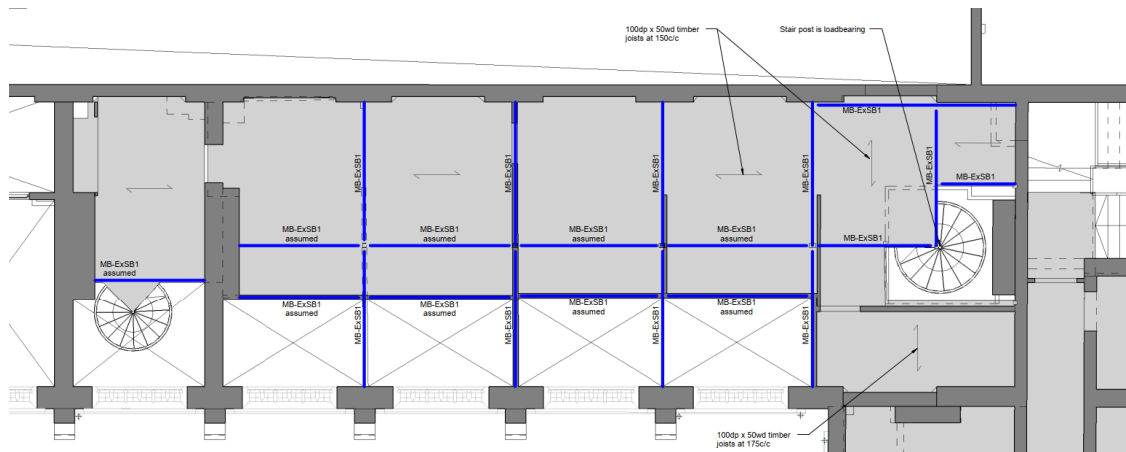 100dp x 50wd timber
joists at 150c/c
Stair post is loadbearing
MB-ExSB1
MB-ExSB1
MB-ExSB1
MB-ExSB1
MB-ExSB1
MB-ExSB1
MB-ExSB1
MB-ExSB1
assumed
MB-ExSB1
assumed
MB-ExSB1
assumed
MB-ExSB1
assumed
MB-ExSB1
MB-ExSB1
assumed
MB-ExSB1
assumed
MB-ExSB1
assumed
MB-ExSB1
assumed
MB-ExSB1
assumed
MB-ExSB1
MB-ExSB1
MB-ExSB1
MB-ExSB1
100dp x 50wd timber
joists at 175c/c